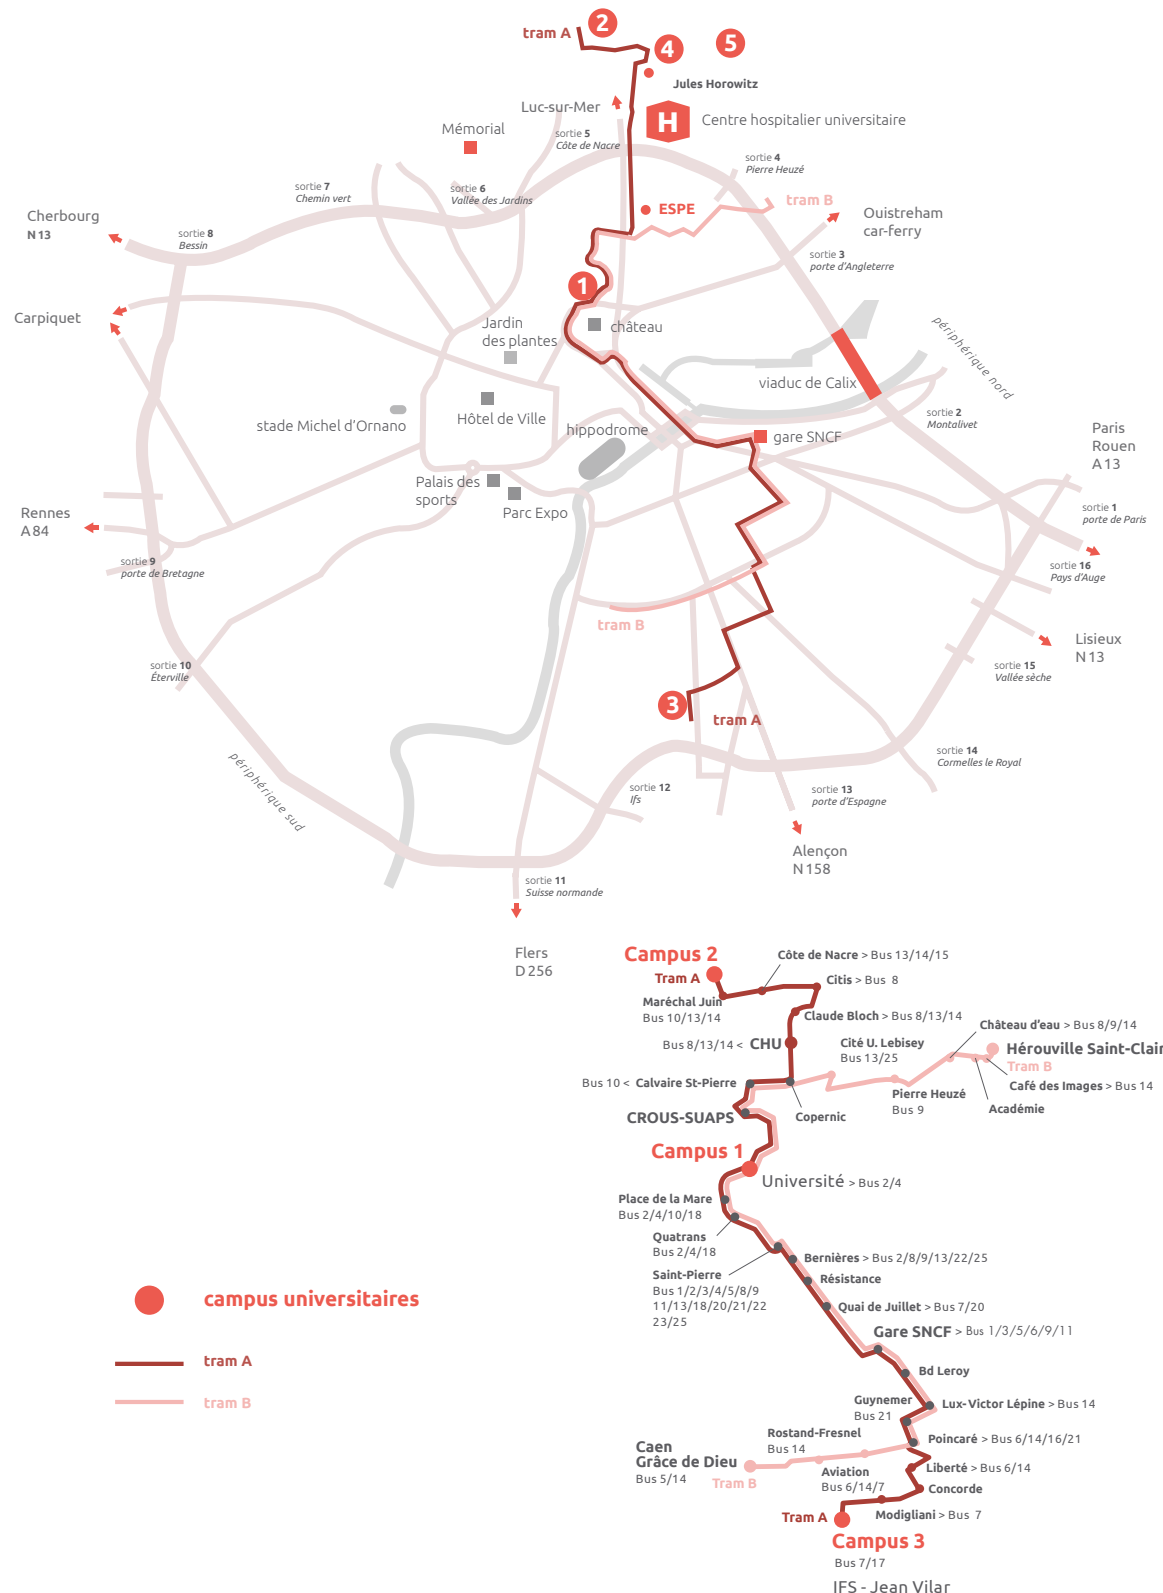 tram A
2
4
5
Jules Horowitz
Luc-sur-Mer
H
Centre hospitalier universitaire
Mémorial
sortie 5
Côte de Nacre
sortie 4
Pierre Heuzé
sortie 7
Chemin vert
sortie 6
Vallée des Jardins
tram B
ESPE
Cherbourg
N 13
Ouistreham
car-ferry
sortie 8
Bessin
sortie 3
porte d'Angleterre
1
Carpiquet
Jardin
des plantes
château
périphérique nord
viaduc de Calix
stade Michel d'Ornano
Hôtel de Ville
hippodrome
gare SNCF
sortie 2
Montalivet
Paris
Rouen
A 13
Palais des
sports
Parc Expo
Rennes
A 84
sortie 1
porte de Paris
sortie 9
porte de Bretagne
sortie 16
Pays d'Auge
tram B
Lisieux
N 13
sortie 10
Éterville
sortie 15
Vallée sèche
3
tram A
sortie 14
Cormelles le Royal
périphérique sud
sortie 12
Ifs
sortie 13
porte d'Espagne
Alençon
N 158
sortie 11
Suisse normande
Flers
D 256
Campus 2
Tram A
Côte de Nacre > Bus 13/14/15
Citis > Bus 8
Maréchal Juin
Bus 10/13/14
Claude Bloch > Bus 8/13/14
Château d'eau > Bus 8/9/14
Bus 8/13/14 < CHU
Cité U. Lebisey
Bus 13/25
Hérouville Saint-Clair
Tram B
Bus 10 < Calvaire St-Pierre
Café des Images > Bus 14
Pierre Heuzé
Bus 9
Académie
CROUS-SUAPS
Copernic
Campus 1
Université > Bus 2/4
Place de la Mare
Bus 2/4/10/18
Quatrans
Bus 2/4/18
Bernières > Bus 2/8/9/13/22/25
Saint-Pierre
Bus 1/2/3/4/5/8/9
11/13/18/20/21/22
23/25
Résistance
Quai de Juillet > Bus 7/20
Gare SNCF > Bus 1/3/5/6/9/11
campus universitaires
tram A
tram B
Bd Leroy
Guynemer
Bus 21
Lux-Victor Lépine > Bus 14
Rostand-Fresnel
Bus 14
Poincaré > Bus 6/14/16/21
Caen
Grâce de Dieu
Bus 5/14
Tram B
Aviation
Bus 6/14/7
Liberté > Bus 6/14
Concorde
Tram A
Modigliani > Bus 7
Campus 3
Bus 7/17
IFS - Jean Vilar